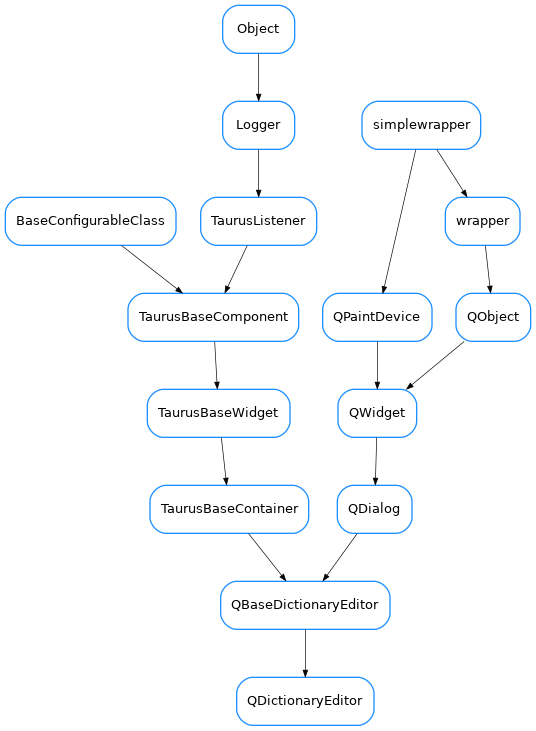 Object
Logger
simplewrapper
BaseConfigurableClass
TaurusListener
wrapper
TaurusBaseComponent
QPaintDevice
QObject
TaurusBaseWidget
QWidget
TaurusBaseContainer
QDialog
QBaseDictionaryEditor
QDictionaryEditor